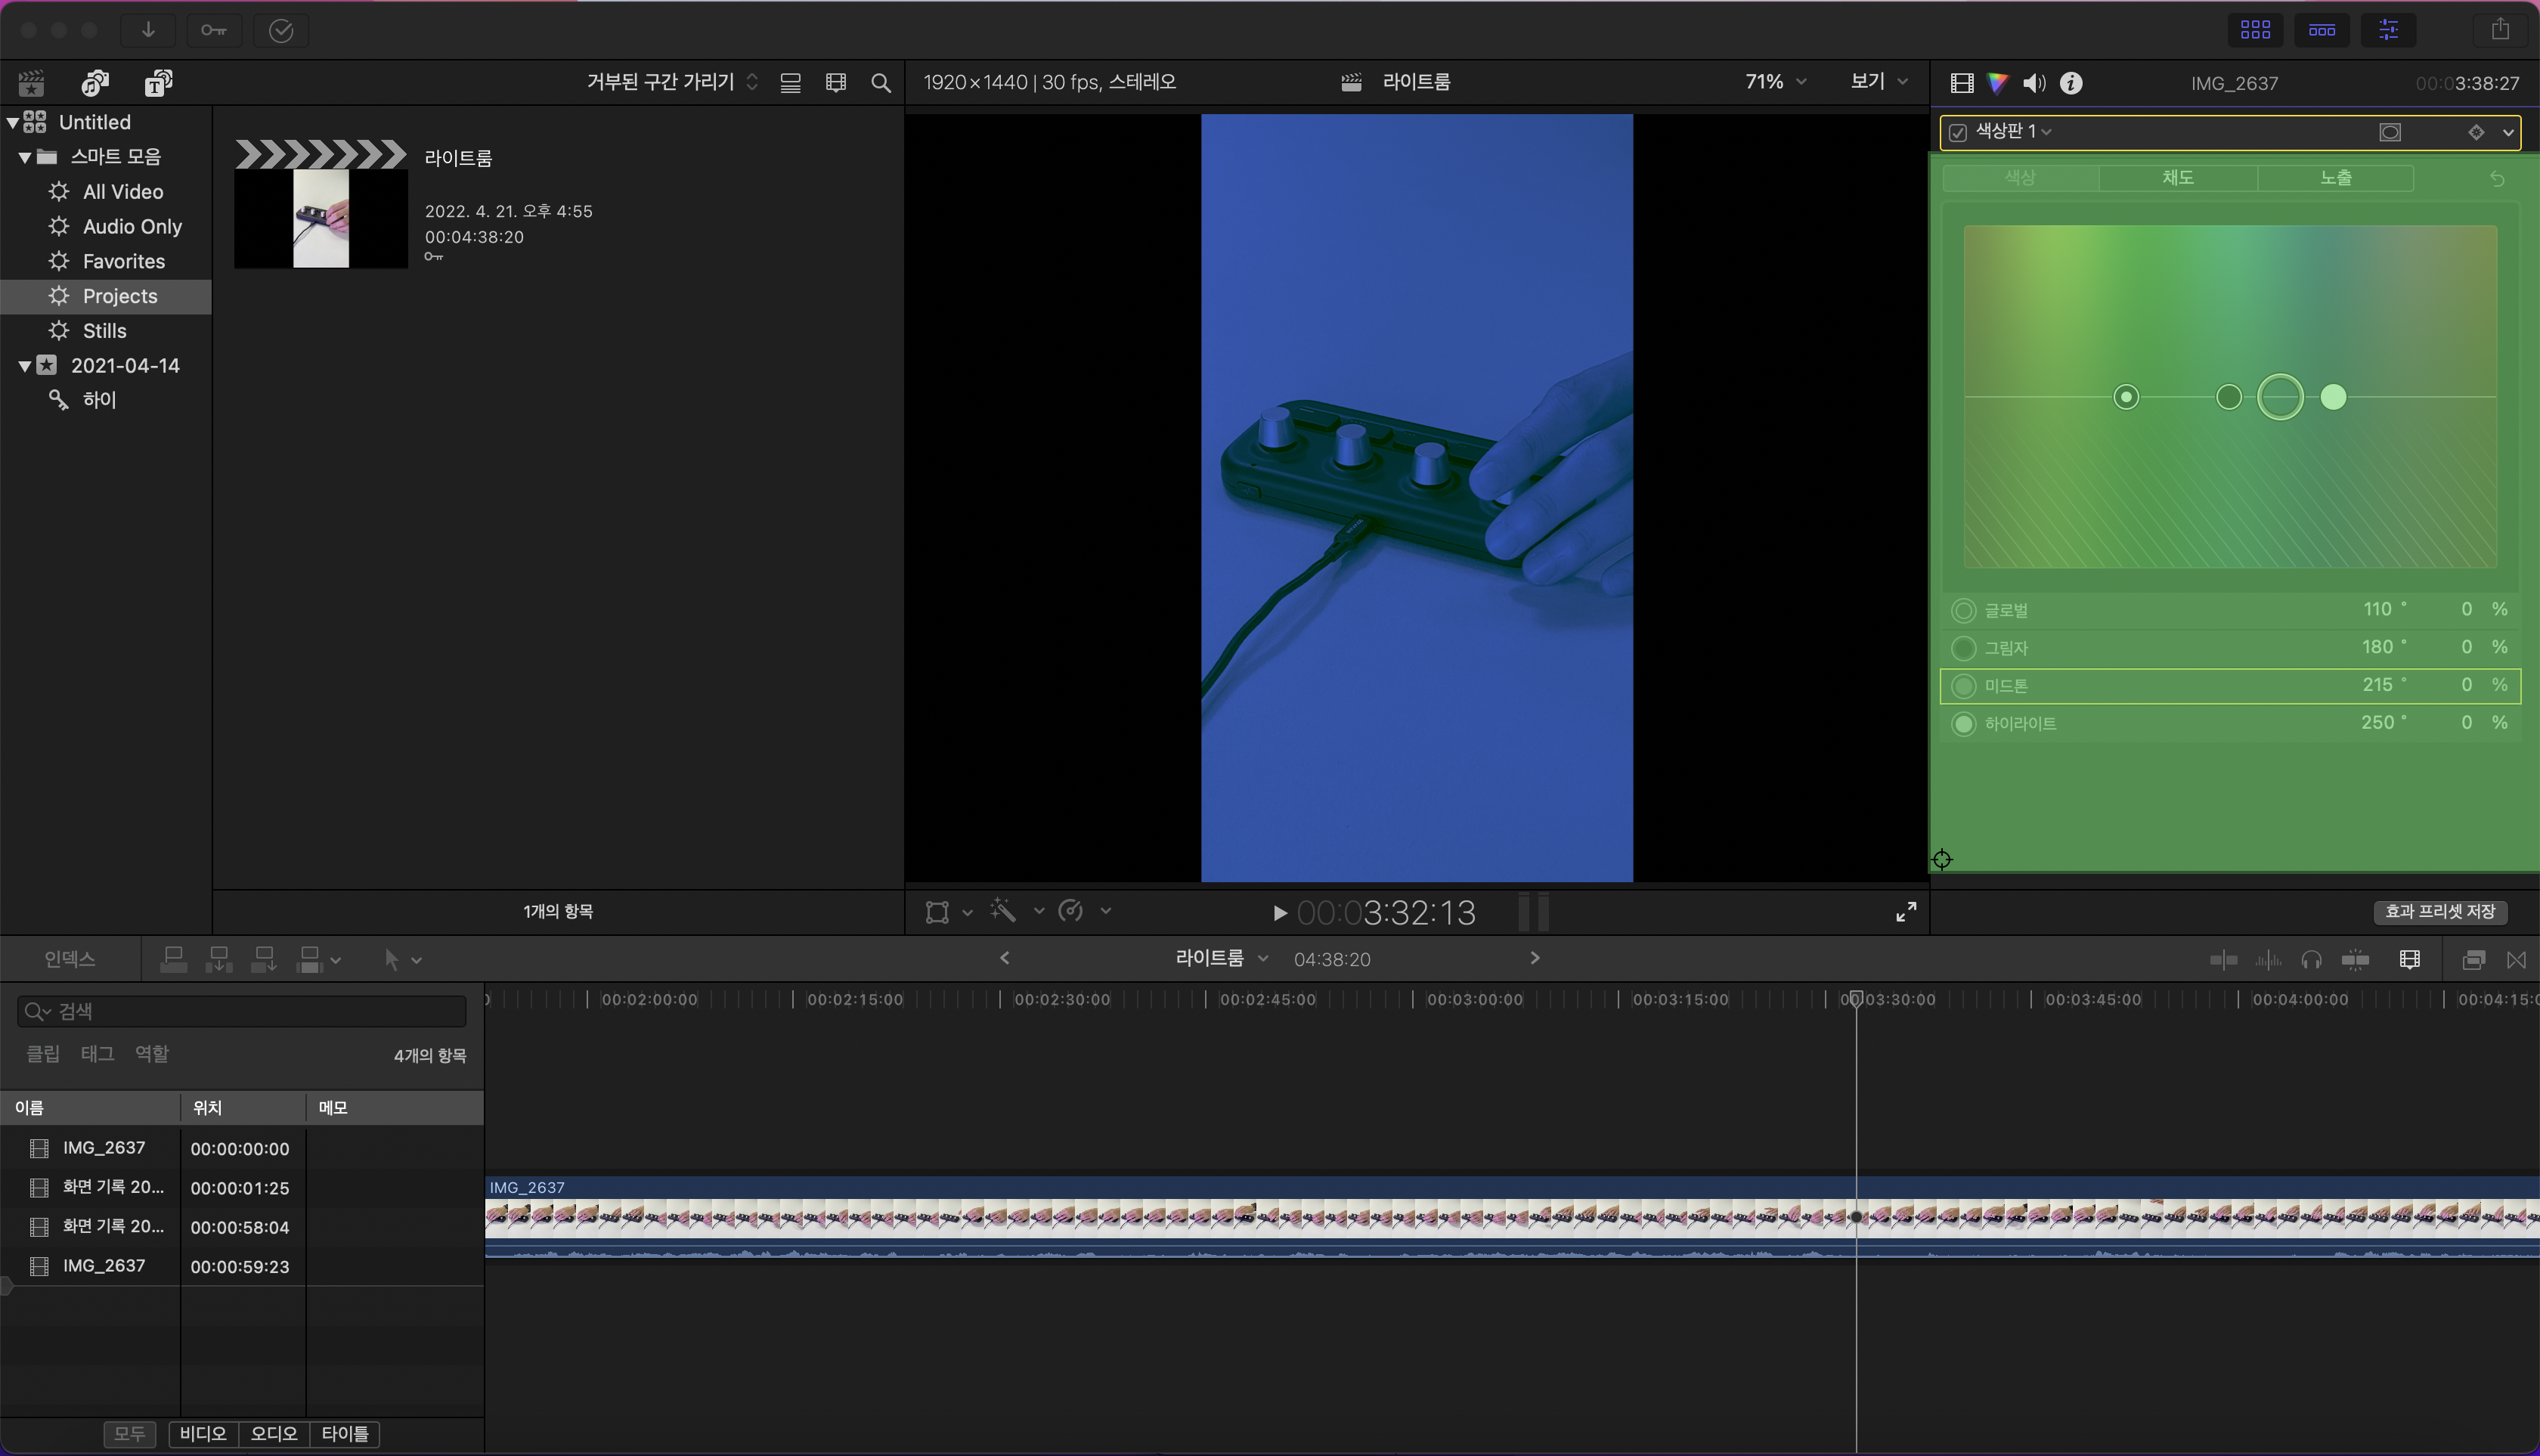 거부된 구간 가리기
1920×1440 | 30 fps, 스테레오
라이트룸
71%
보기
IMG_2637
00:03:38:27
Untitled
스마트 모음
All Video
Audio Only
Favorites
Projects
Stills
2021-04-14
하이
라이트룸
2022. 4. 21. 오후 4:55
00:04:38:20
색상판 1
색상
채도
노출
글로벌 110 ° 0 %
그림자 180 ° 0 %
미드톤 215 ° 0 %
하이라이트 250 ° 0 %
1개의 항목
00:03:32:13
효과 프리셋 저장
인덱스
라이트룸
04:38:20
검색
클립 태그 역할
4개의 항목
00:02:00:00
00:02:15:00
00:02:30:00
00:02:45:00
00:03:00:00
00:03:15:00
00:03:30:00
00:03:45:00
00:04:00:00
00:04:15:0
이름 위치 메모
IMG_2637 00:00:00:00
화면 기록 20... 00:00:01:25
화면 기록 20... 00:00:58:04
IMG_2637 00:00:59:23
IMG_2637
모두 비디오 오디오 타이틀